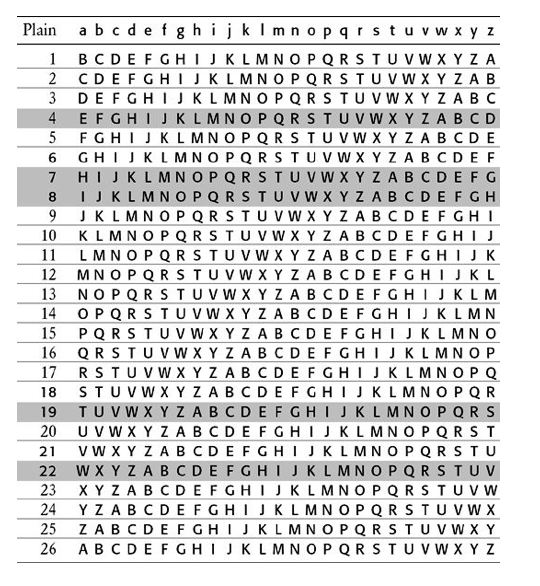 Plain a b c d e f g h i j k l m n o p q r s t u v w x y z
1 B C D E F G H I J K L M N O P Q R S T U V W X Y Z A
2 C D E F G H I J K L M N O P Q R S T U V W X Y Z A B
3 D E F G H I J K L M N O P Q R S T U V W X Y Z A B C
4 E F G H I J K L M N O P Q R S T U V W X Y Z A B C D
5 F G H I J K L M N O P Q R S T U V W X Y Z A B C D E
6 G H I J K L M N O P Q R S T U V W X Y Z A B C D E F
7 H I J K L M N O P Q R S T U V W X Y Z A B C D E F G
8 I J K L M N O P Q R S T U V W X Y Z A B C D E F G H
9 J K L M N O P Q R S T U V W X Y Z A B C D E F G H I
10 K L M N O P Q R S T U V W X Y Z A B C D E F G H I J
11 L M N O P Q R S T U V W X Y Z A B C D E F G H I J K
12 M N O P Q R S T U V W X Y Z A B C D E F G H I J K L
13 N O P Q R S T U V W X Y Z A B C D E F G H I J K L M
14 O P Q R S T U V W X Y Z A B C D E F G H I J K L M N
15 P Q R S T U V W X Y Z A B C D E F G H I J K L M N O
16 Q R S T U V W X Y Z A B C D E F G H I J K L M N O P
17 R S T U V W X Y Z A B C D E F G H I J K L M N O P Q
18 S T U V W X Y Z A B C D E F G H I J K L M N O P Q R
19 T U V W X Y Z A B C D E F G H I J K L M N O P Q R S
20 U V W X Y Z A B C D E F G H I J K L M N O P Q R S T
21 V W X Y Z A B C D E F G H I J K L M N O P Q R S T U
22 W X Y Z A B C D E F G H I J K L M N O P Q R S T U V
23 X Y Z A B C D E F G H I J K L M N O P Q R S T U V W
24 Y Z A B C D E F G H I J K L M N O P Q R S T U V W X
25 Z A B C D E F G H I J K L M N O P Q R S T U V W X Y
26 A B C D E F G H I J K L M N O P Q R S T U V W X Y Z